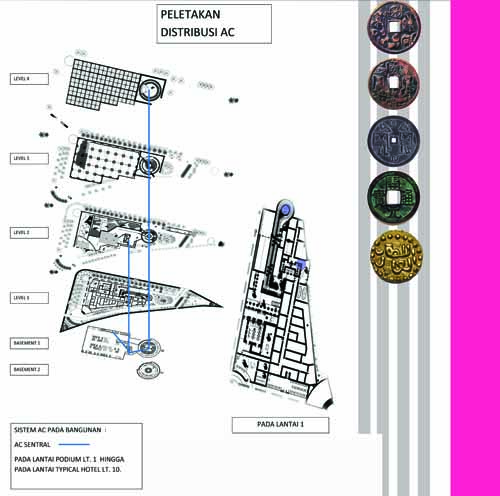 PELETAKAN
DISTRIBUSI AC
LEVEL 4
LEVEL 3
LEVEL 2
LEVEL 1
BASEMENT 1
BASEMENT 2
PADA LANTAI 1
SISTEM AC PADA BANGUNAN :
AC SENTRAL
PADA LANTAI PODIUM LT. 1 HINGGA
PADA LANTAI TYPICAL HOTEL LT. 10.